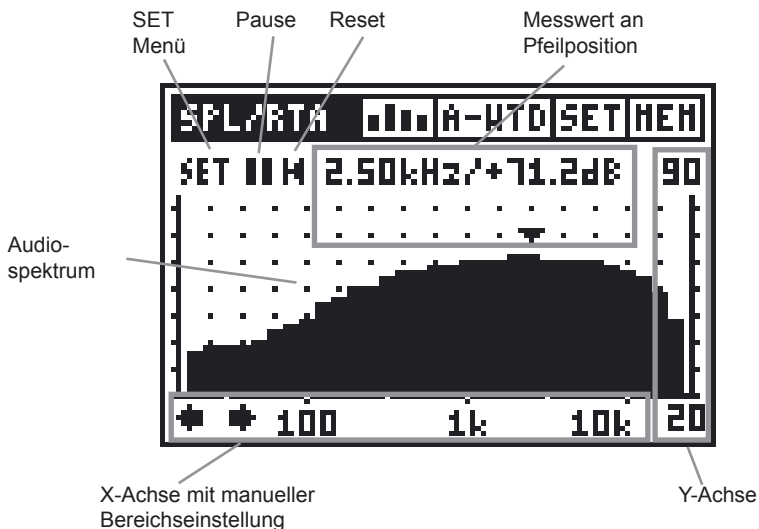 SET
Menü
Pause
Reset
Messwert an
Pfeilposition
SPL/RTA A-WTD SET MEM
SET 2.50kHz/+71.2dB 90
Audio-
spektrum
100 1k 10k 20
X-Achse mit manueller
Bereichseinstellung
Y-Achse